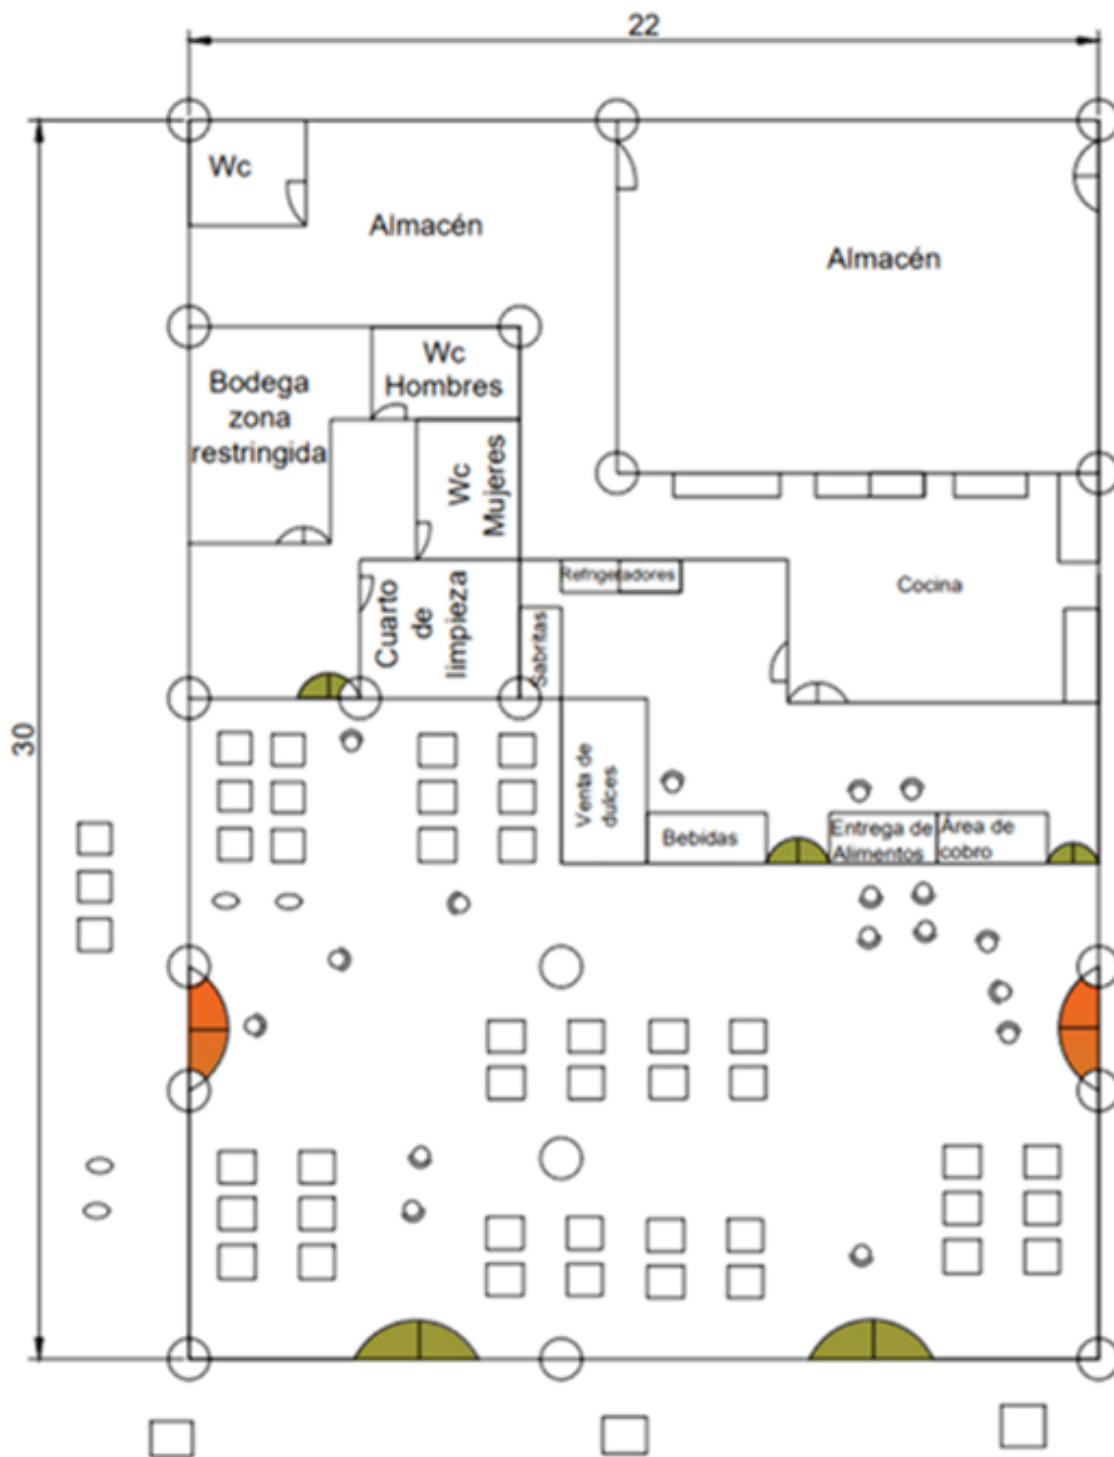 22
Wc
Almacén
Almacén
Wc
Hombres
Bodega
zona
restringida
Wc
Mujeres
Refrigeradores
Cocina
Cuarto
de
limpieza
Sabritas
30
Venta de
dulces
Bebidas
Entrega de
Alimentos
Área de
cobro